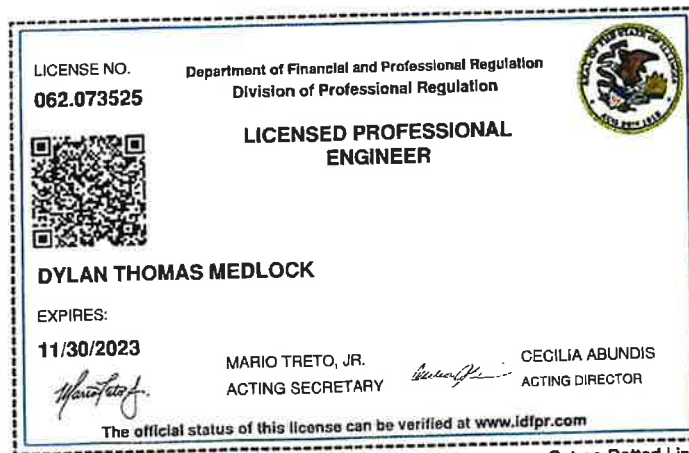 LICENSE NO.
062.073525
Department of Financial and Professional Regulation
Division of Professional Regulation
LICENSED PROFESSIONAL
ENGINEER
DYLAN THOMAS MEDLOCK
EXPIRES:
11/30/2023
MARIO TRETO, JR.
ACTING SECRETARY
CECILIA ABUNDIS
ACTING DIRECTOR
The official status of this license can be verified at www.idfpr.com